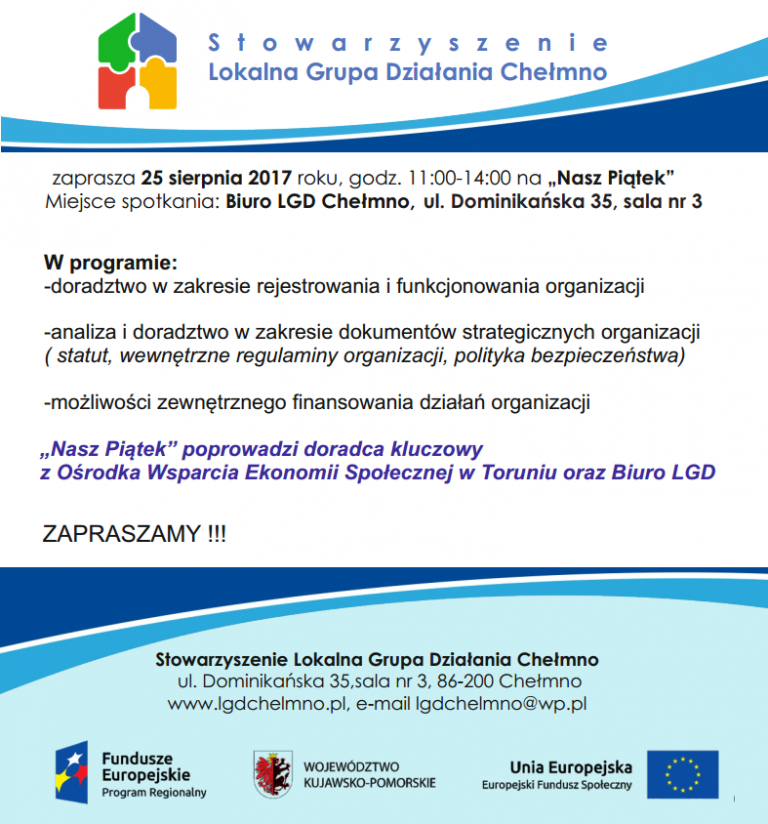 Stowarzyszenie
Lokalna Grupa Działania Chełmno
zaprasza 25 sierpnia 2017 roku, godz. 11:00-14:00 na „Nasz Piątek”
Miejsce spotkania: Biuro LGD Chełmno, ul. Dominikańska 35, sala nr 3
W programie:
-doradztwo w zakresie rejestrowania i funkcjonowania organizacji
-analiza i doradztwo w zakresie dokumentów strategicznych organizacji
( statut, wewnętrzne regulaminy organizacji, polityka bezpieczeństwa)
-możliwości zewnętrznego finansowania działań organizacji
„Nasz Piątek” poprowadzi doradca kluczowy
z Ośrodka Wsparcia Ekonomii Społecznej w Toruniu oraz Biuro LGD
ZAPRASZAMY !!!
Stowarzyszenie Lokalna Grupa Działania Chełmno
ul. Dominikańska 35,sala nr 3, 86-200 Chełmno
www.lgdchelmno.pl, e-mail lgdchelmno@wp.pl
Fundusze
Europejskie
Program Regionalny
WOJEWÓDZTWO
KUJAWSKO-POMORSKIE
Unia Europejska
Europejski Fundusz Społeczny